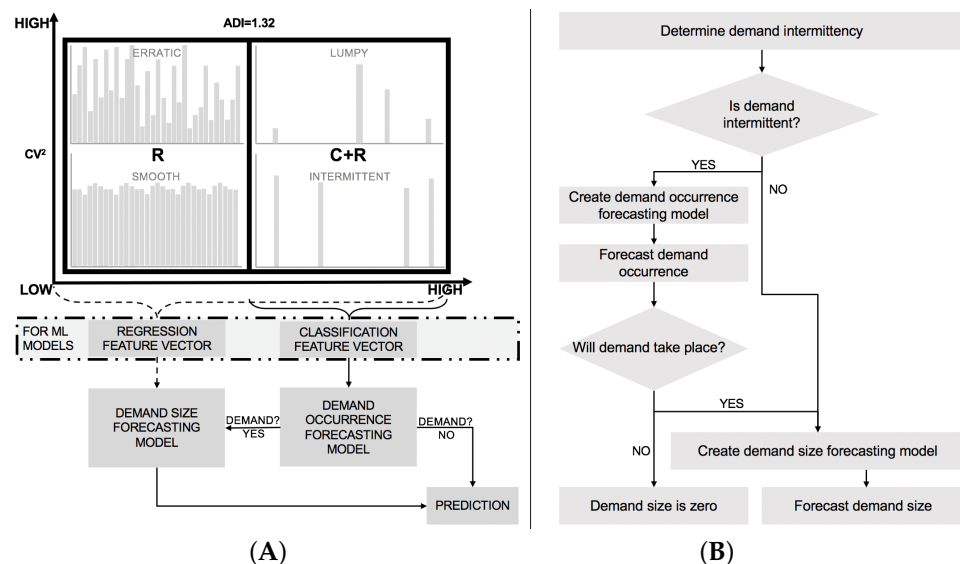 HIGH
ADI=1.32
ERRATIC
LUMPY
CV²
R
C+R
SMOOTH
INTERMITTENT
LOW
HIGH
FOR ML
MODELS
REGRESSION
FEATURE VECTOR
CLASSIFICATION
FEATURE VECTOR
DEMAND SIZE
FORECASTING
MODEL
DEMAND?
YES
DEMAND
OCCURRENCE
FORECASTING
MODEL
DEMAND?
NO
PREDICTION
(A)
Determine demand intermittency
Is demand
intermittent?
YES
NO
Create demand occurrence
forecasting model
Forecast demand
occurrence
Will demand take place?
YES
NO
Create demand size forecasting model
Demand size is zero
Forecast demand size
(B)